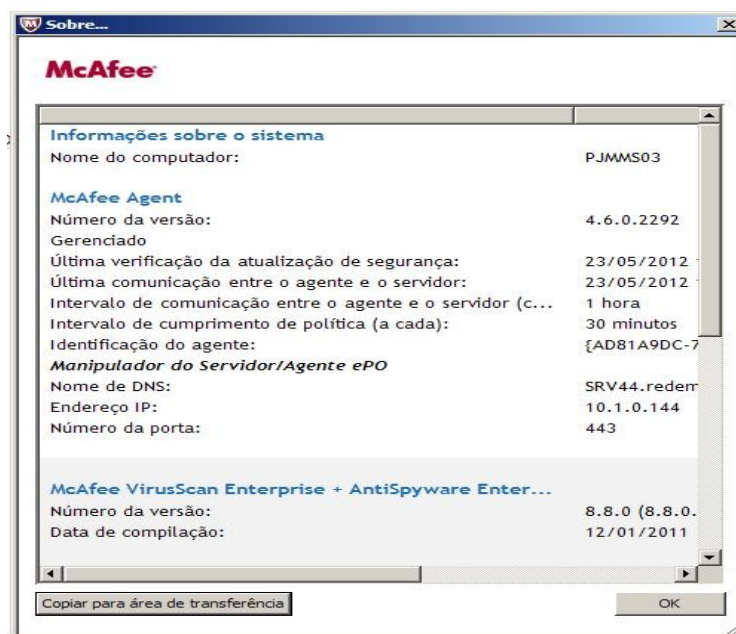 Sobre...
McAfee
Informações sobre o sistema
Nome do computador: PJMMS03
McAfee Agent
Número da versão: 4.6.0.2292
Gerenciado
Última verificação da atualização de segurança: 23/05/2012
Última comunicação entre o agente e o servidor: 23/05/2012
Intervalo de comunicação entre o agente e o servidor (c... 1 hora
Intervalo de cumprimento de política (a cada): 30 minutos
Identificação do agente: {AD81A9DC-7
Manipulador do Servidor/Agente ePO
Nome de DNS: SRV44.redem
Endereço IP: 10.1.0.144
Número da porta: 443
McAfee VirusScan Enterprise + AntiSpyware Enter...
Número da versão: 8.8.0 (8.8.0.
Data de compilação: 12/01/2011
Copiar para área de transferência OK